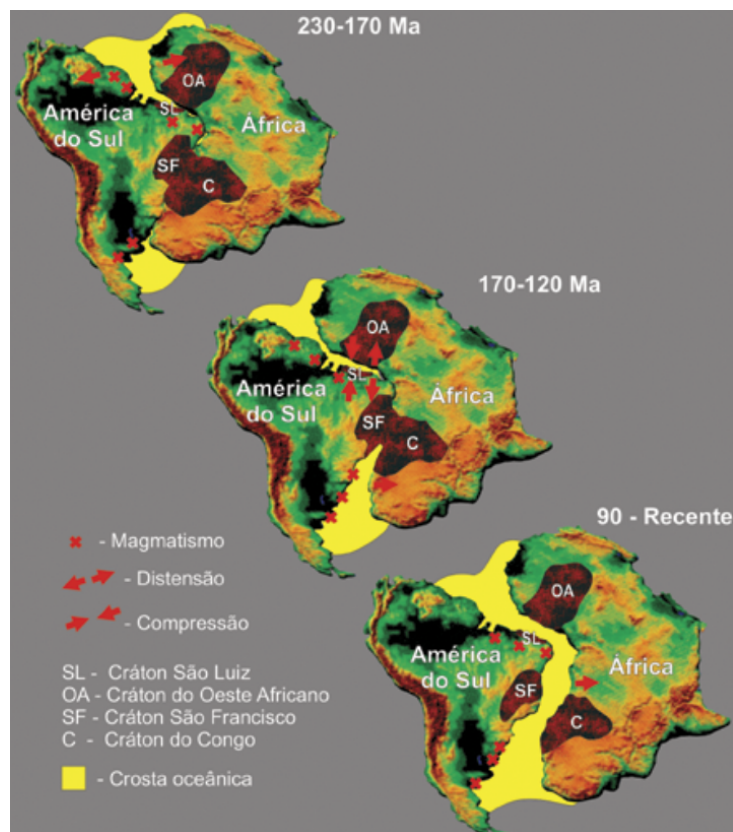 230-170 Ma
OA
SL
América
do Sul
África
SF
C
170-120 Ma
OA
SL
América
do Sul
África
SF
C
90 - Recente
OA
SL
América
do Sul
África
SF
C
- Magmatismo
- Distensão
- Compressão
SL - Cráton São Luiz
OA - Cráton do Oeste Africano
SF - Cráton São Francisco
C - Cráton do Congo
- Crosta oceânica